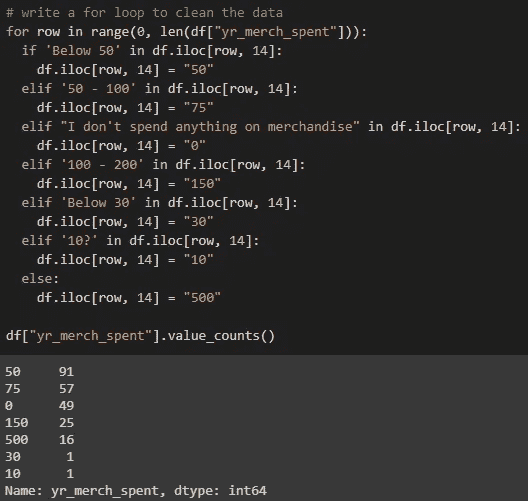 # write a for loop to clean the data
for row in range(0, len(df["yr_merch_spent"])):
  if 'Below 50' in df.iloc[row, 14]:
    df.iloc[row, 14] = "50"
  elif '50 - 100' in df.iloc[row, 14]:
    df.iloc[row, 14] = "75"
  elif "I don't spend anything on merchandise" in df.iloc[row, 14]:
    df.iloc[row, 14] = "0"
  elif '100 - 200' in df.iloc[row, 14]:
    df.iloc[row, 14] = "150"
  elif 'Below 30' in df.iloc[row, 14]:
    df.iloc[row, 14] = "30"
  elif '10?' in df.iloc[row, 14]:
    df.iloc[row, 14] = "10"
  else:
    df.iloc[row, 14] = "500"

df["yr_merch_spent"].value_counts()
50     91
75     57
0      49
150    25
500    16
30      1
10      1
Name: yr_merch_spent, dtype: int64